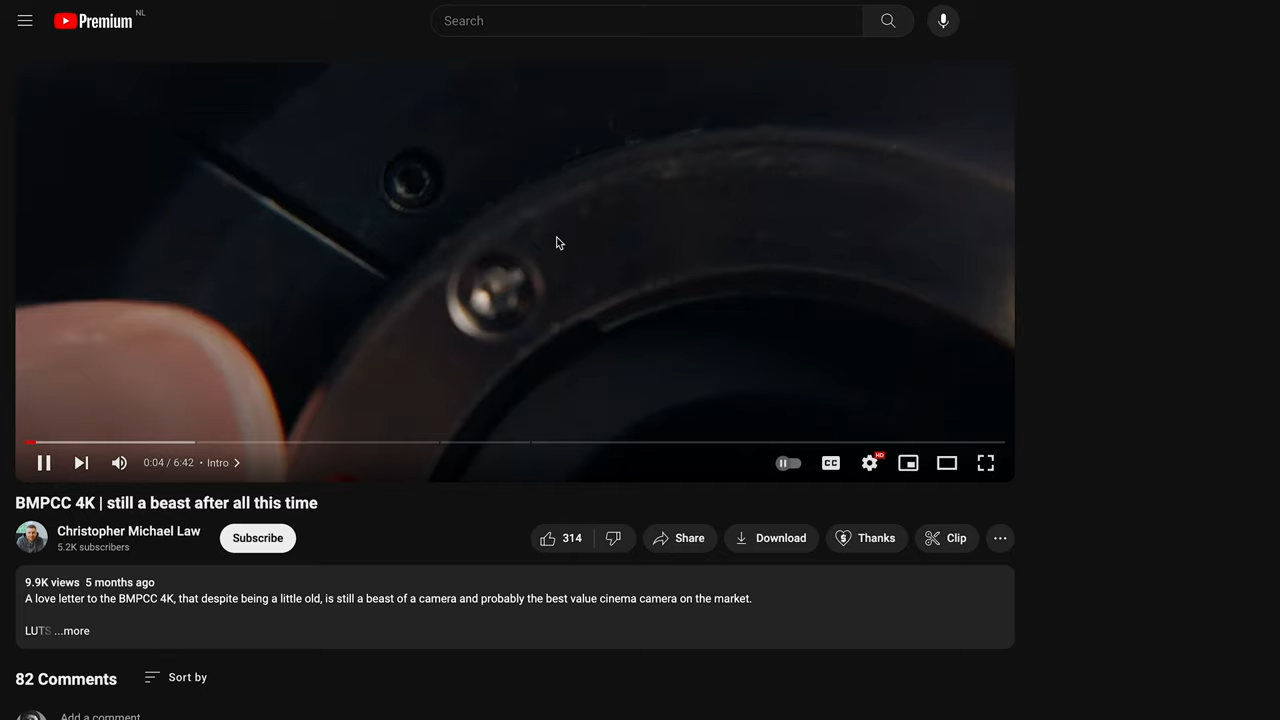 Premium NL
Search
0:04 / 6:42 • Intro
CC
HD
BMPCC 4K | still a beast after all this time
Christopher Michael Law
5.2K subscribers
Subscribe
314
Share
Download
Thanks
Clip
9.9K views 5 months ago
A love letter to the BMPCC 4K, that despite being a little old, is still a beast of a camera and probably the best value cinema camera on the market.
LUTS ...more
82 Comments
Sort by
Add a comment